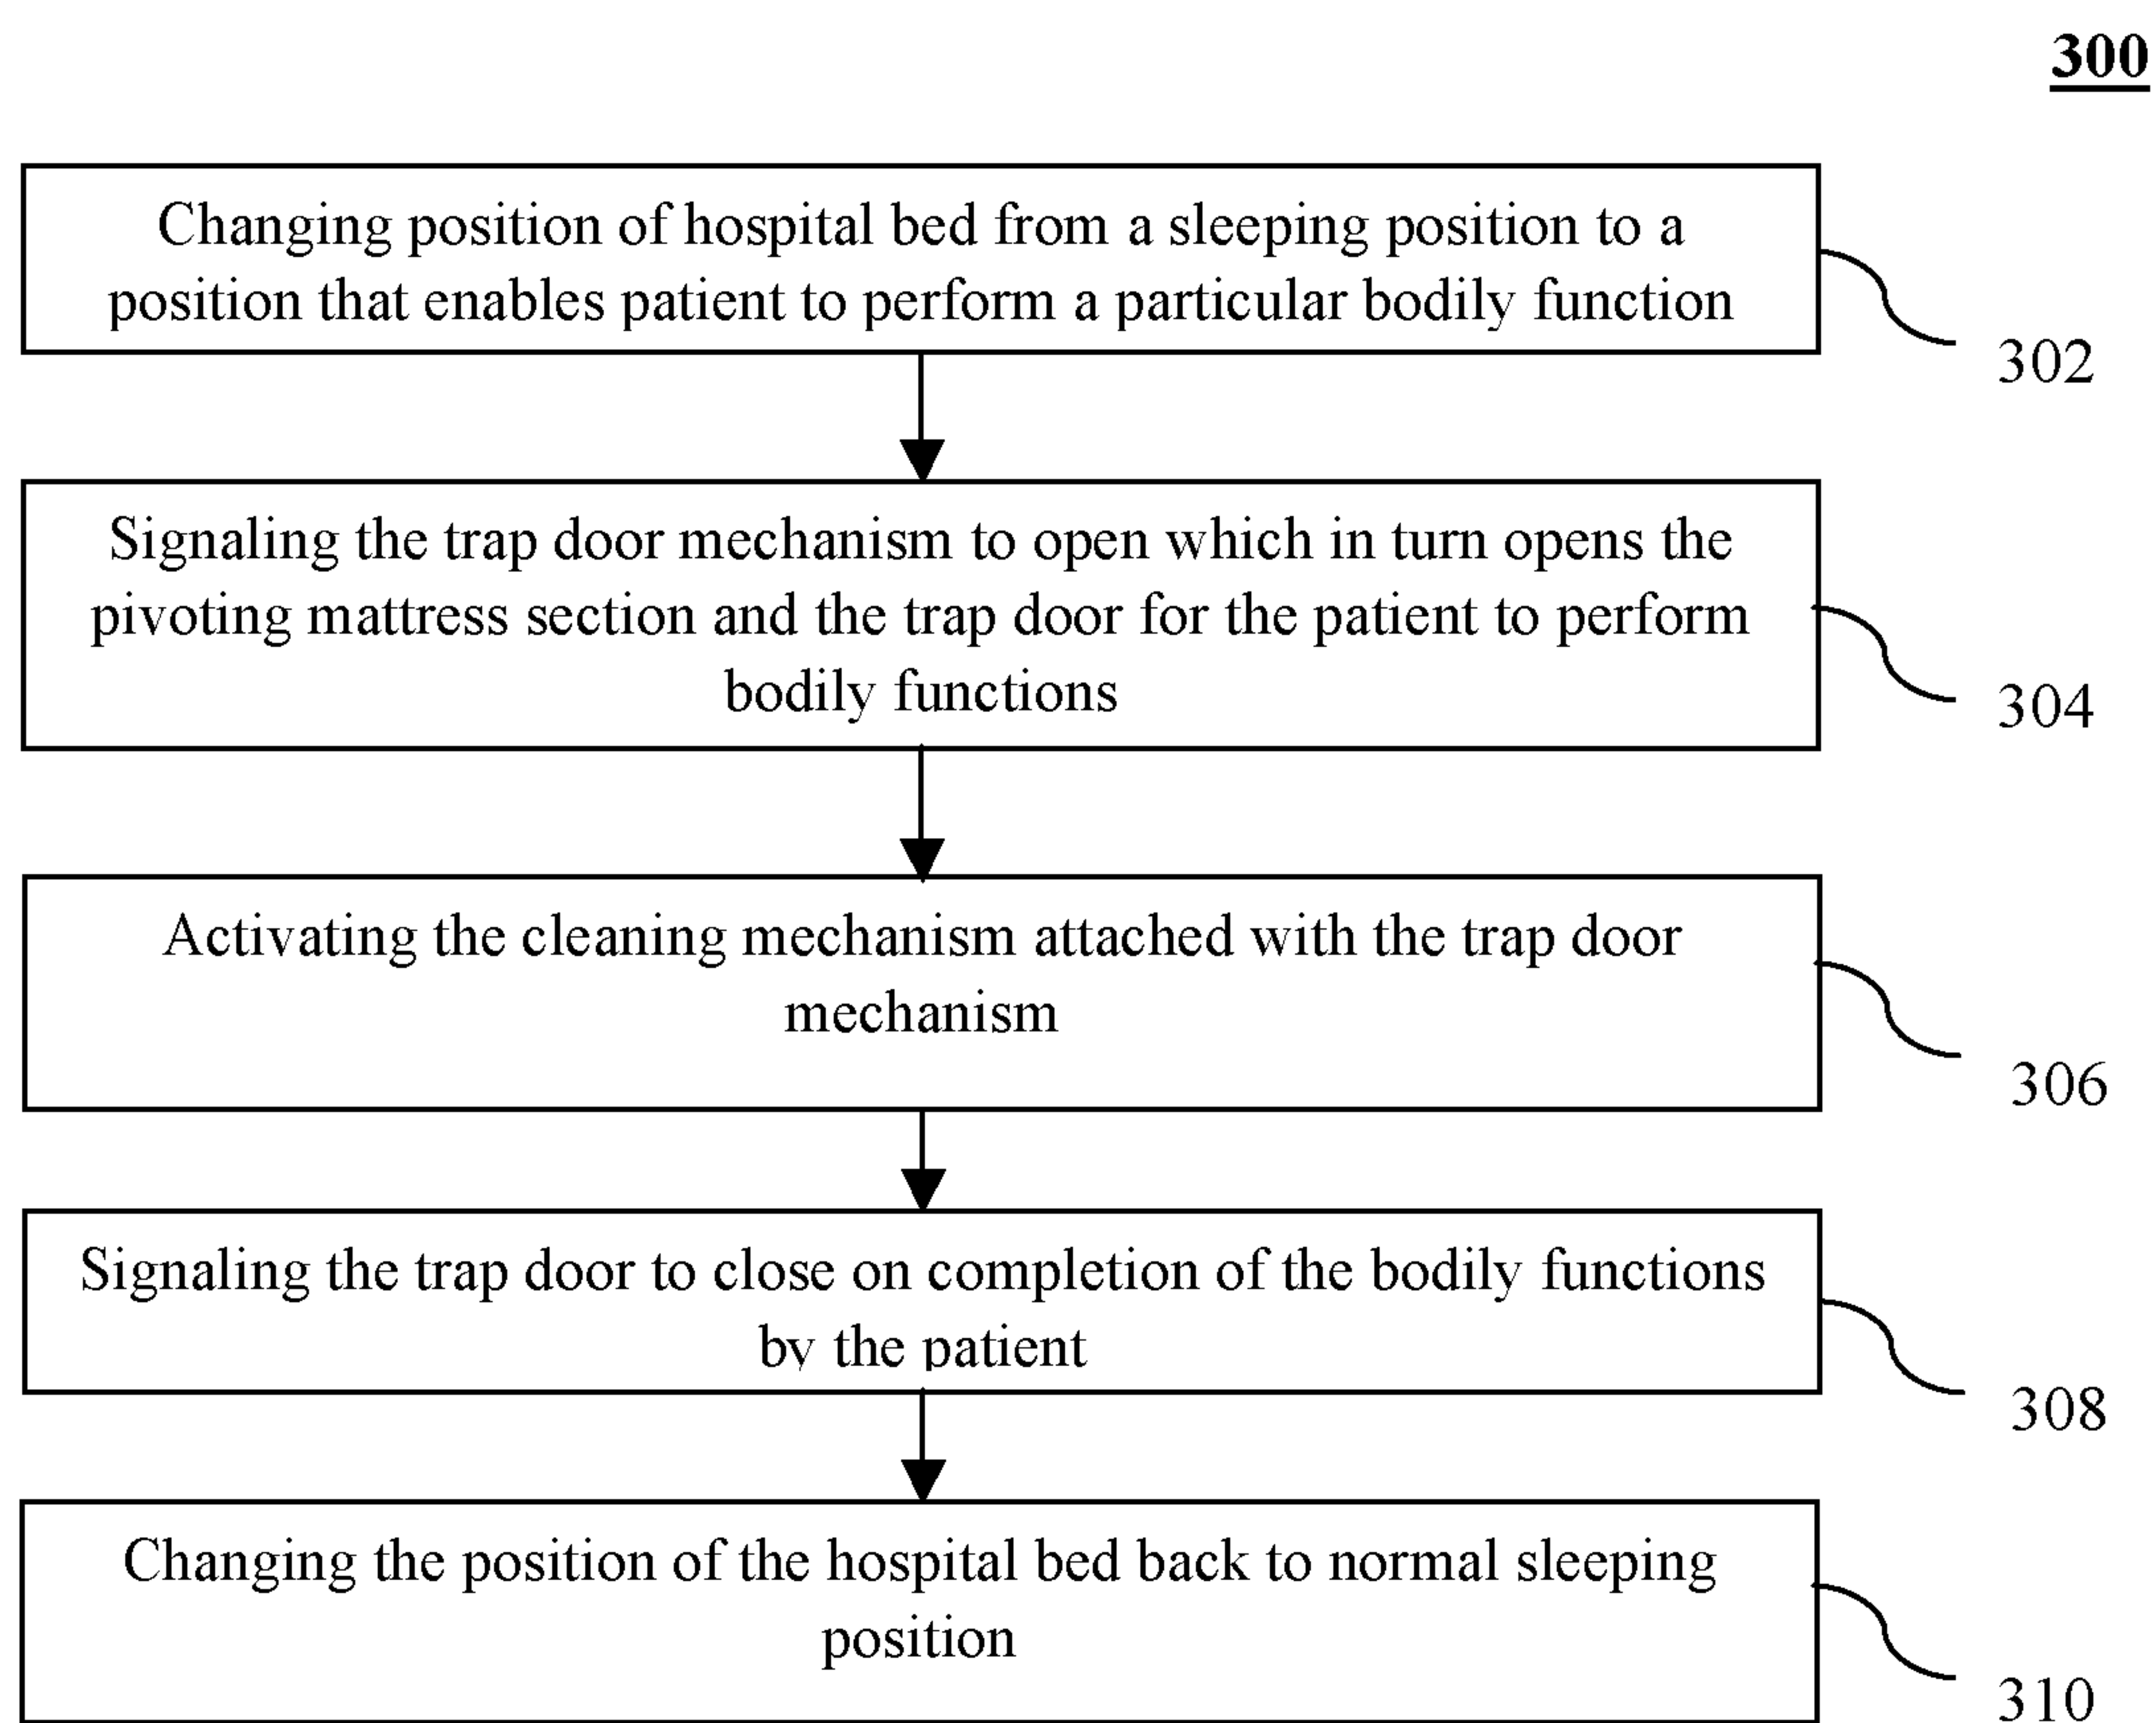 300
Changing position of hospital bed from a sleeping position to a
position that enables patient to perform a particular bodily function
302
Signaling the trap door mechanism to open which in turn opens the
pivoting mattress section and the trap door for the patient to perform
bodily functions
304
Activating the cleaning mechanism attached with the trap door
mechanism
306
Signaling the trap door to close on completion of the bodily functions
by the patient
308
Changing the position of the hospital bed back to normal sleeping
position
310